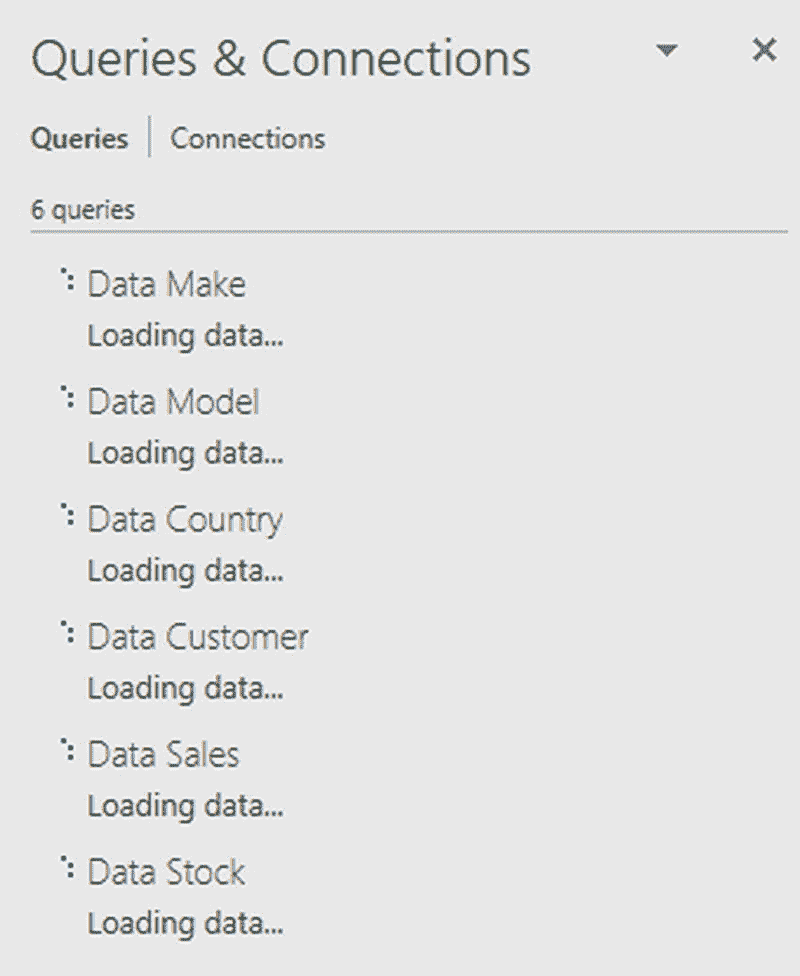 Queries & Connections
Queries | Connections
6 queries
Data Make
Loading data...
Data Model
Loading data...
Data Country
Loading data...
Data Customer
Loading data...
Data Sales
Loading data...
Data Stock
Loading data...